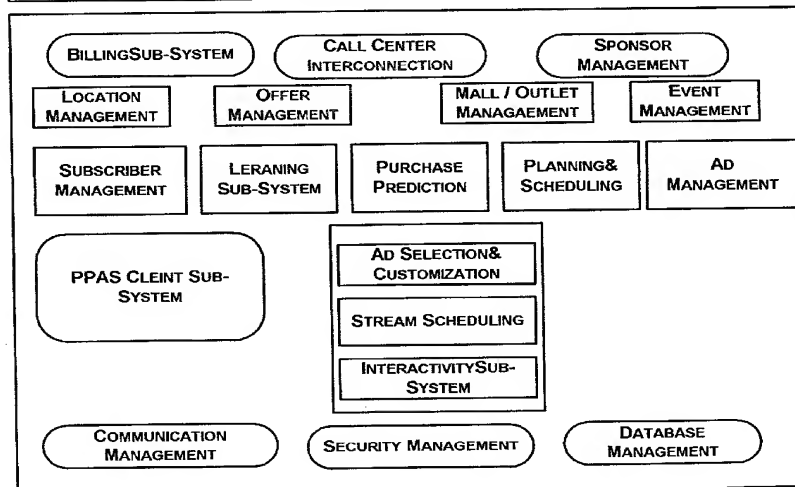 BILLINGSUB-SYSTEM
CALL CENTER
INTERCONNECTION
SPONSOR
MANAGEMENT
LOCATION
MANAGEMENT
OFFER
MANAGEMENT
MALL / OUTLET
MANAGAEMENT
EVENT
MANAGEMENT
SUBSCRIBER
MANAGEMENT
LERANING
SUB-SYSTEM
PURCHASE
PREDICTION
PLANNING&
SCHEDULING
AD
MANAGEMENT
PPAS CLEINT SUB-
SYSTEM
AD SELECTION&
CUSTOMIZATION
STREAM SCHEDULING
INTERACTIVITYSUB-
SYSTEM
COMMUNICATION
MANAGEMENT
SECURITY MANAGEMENT
DATABASE
MANAGEMENT